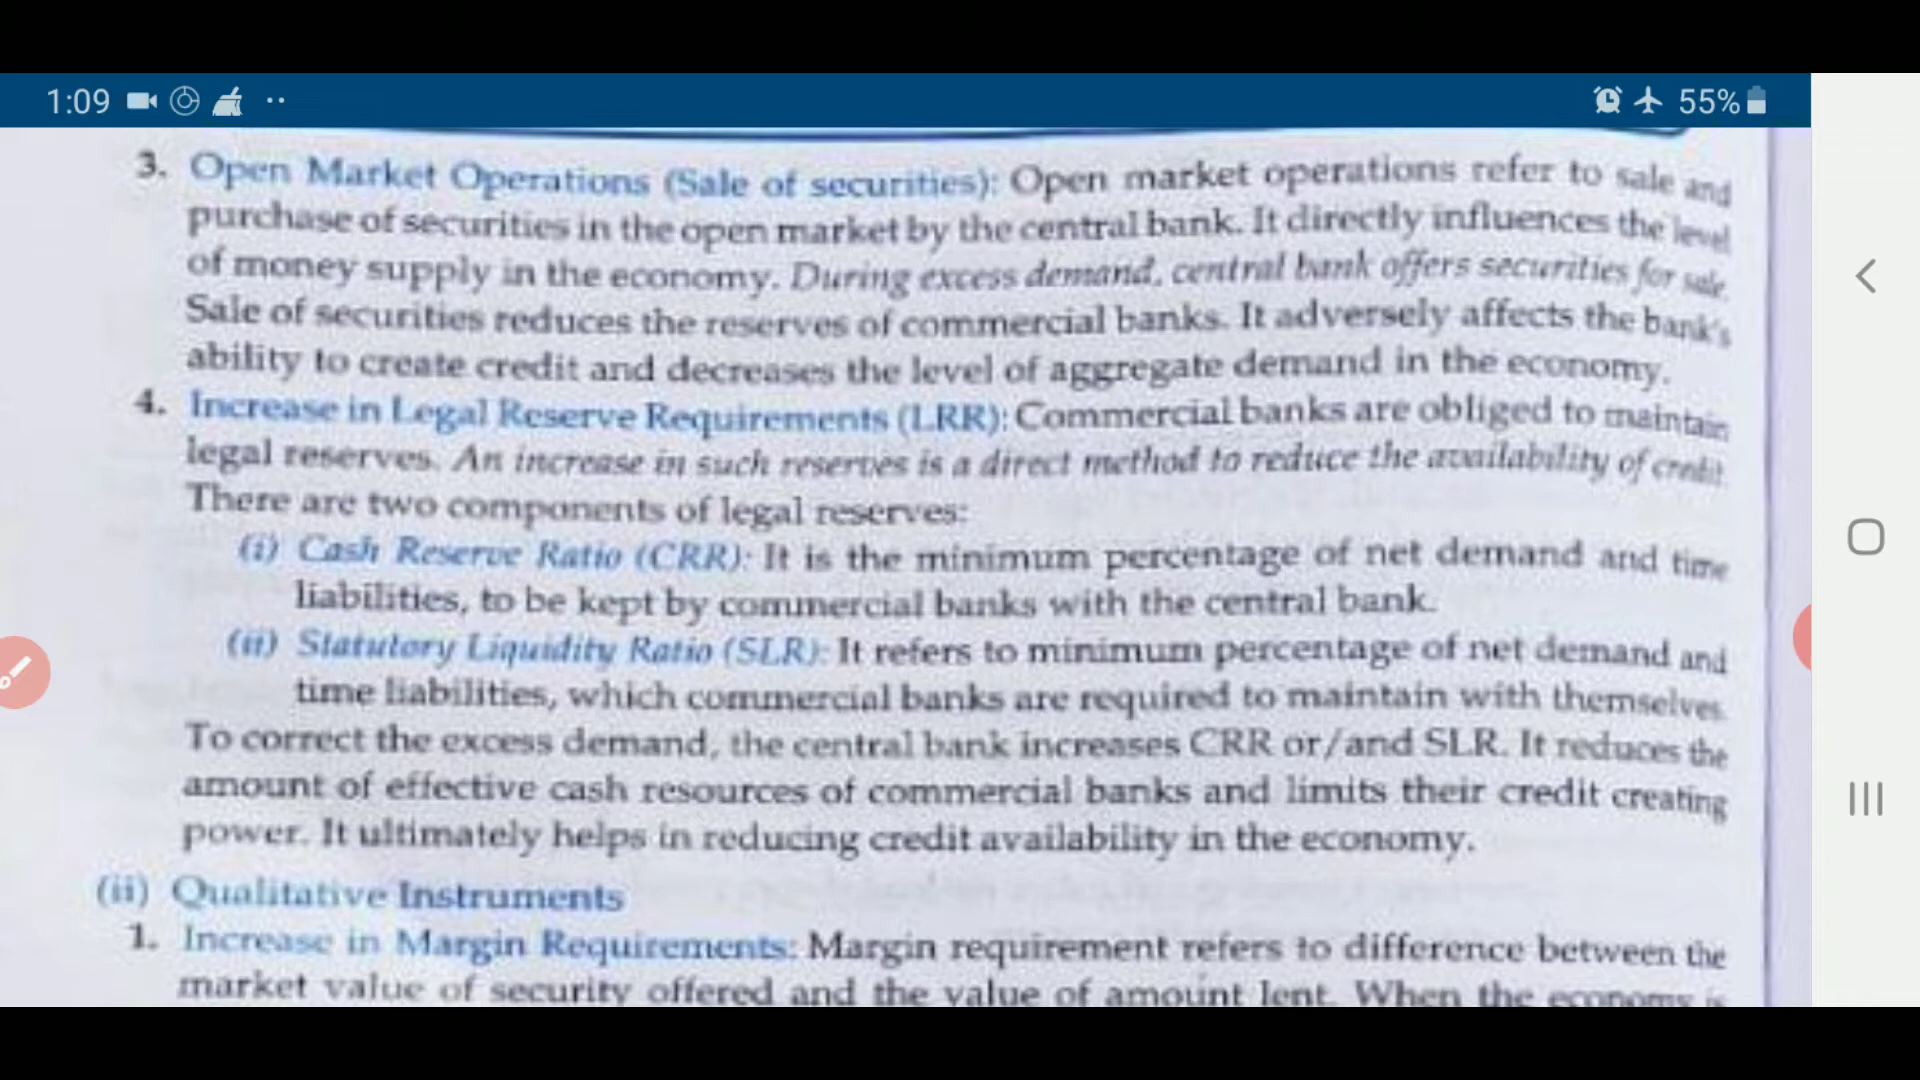 1:09
55%
3. Open Market Operations (Sale of securities): Open market operations refer to sale and
purchase of securities in the open market by the central bank. It directly influences the level
of money supply in the economy. During excess demand, central bank offers securities for sale.
Sale of securities reduces the reserves of commercial banks. It adversely affects the bank's
ability to create credit and decreases the level of aggregate demand in the economy.
4. Increase in Legal Reserve Requirements (LRR): Commercial banks are obliged to maintain
legal reserves. An increase in such reserves is a direct method to reduce the availability of credit.
There are two components of legal reserves:
(i) Cash Reserve Ratio (CRR): It is the minimum percentage of net demand and time
liabilities, to be kept by commercial banks with the central bank.
(ii) Statutory Liquidity Ratio (SLR): It refers to minimum percentage of net demand and
time liabilities, which commercial banks are required to maintain with themselves.
To correct the excess demand, the central bank increases CRR or/and SLR. It reduces the
amount of effective cash resources of commercial banks and limits their credit creating
power. It ultimately helps in reducing credit availability in the economy.
(ii) Qualitative Instruments
1. Increase in Margin Requirements: Margin requirement refers to difference between the
market value of security offered and the value of amount lent. When the economy is